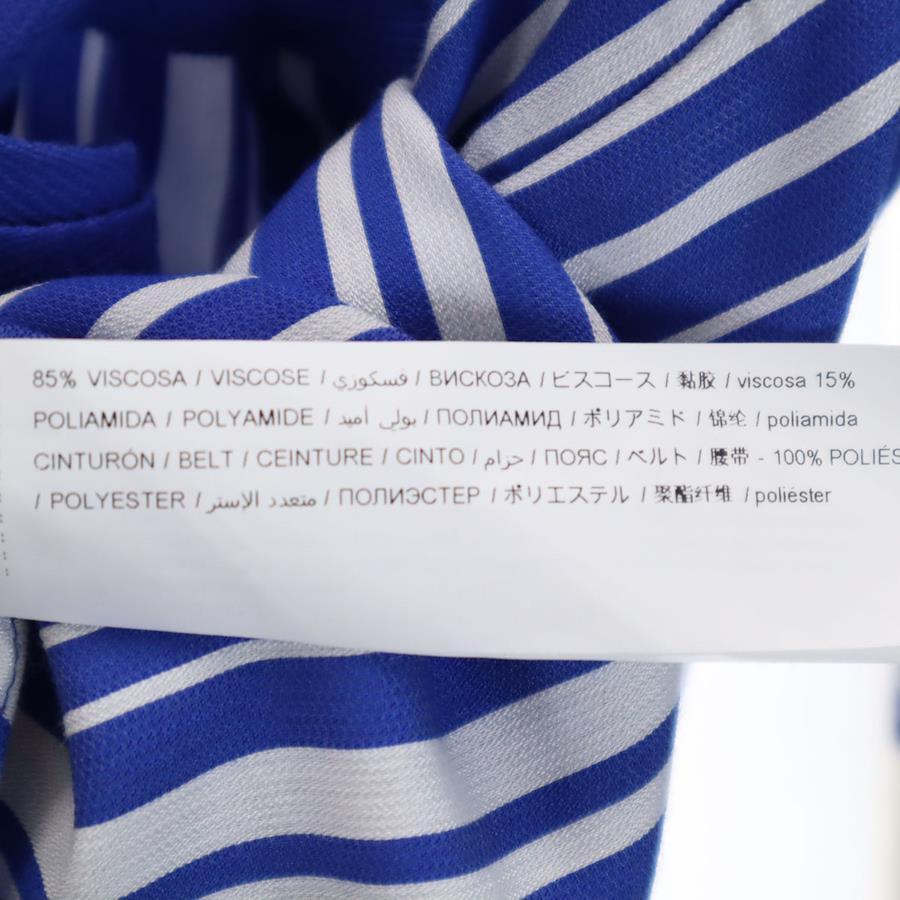 85% VISCOSA / VISCOSE / فسكوزي / ВИСКОЗА / ビスコース / 黏胶 / viscosa 15%
POLIAMIDA / POLYAMIDE / بولي أميد / ПОЛИАМИД / ポリアミド / 锦纶 / poliamida
CINTURÓN / BELT / CEINTURE / CINTO / حزام / ПОЯС / ベルト / 腰带 - 100% POLIÉS
/ POLYESTER / متعدد الاستر / ПОЛИЭСТЕР / ポリエステル / 聚酯纤维 / poliéster